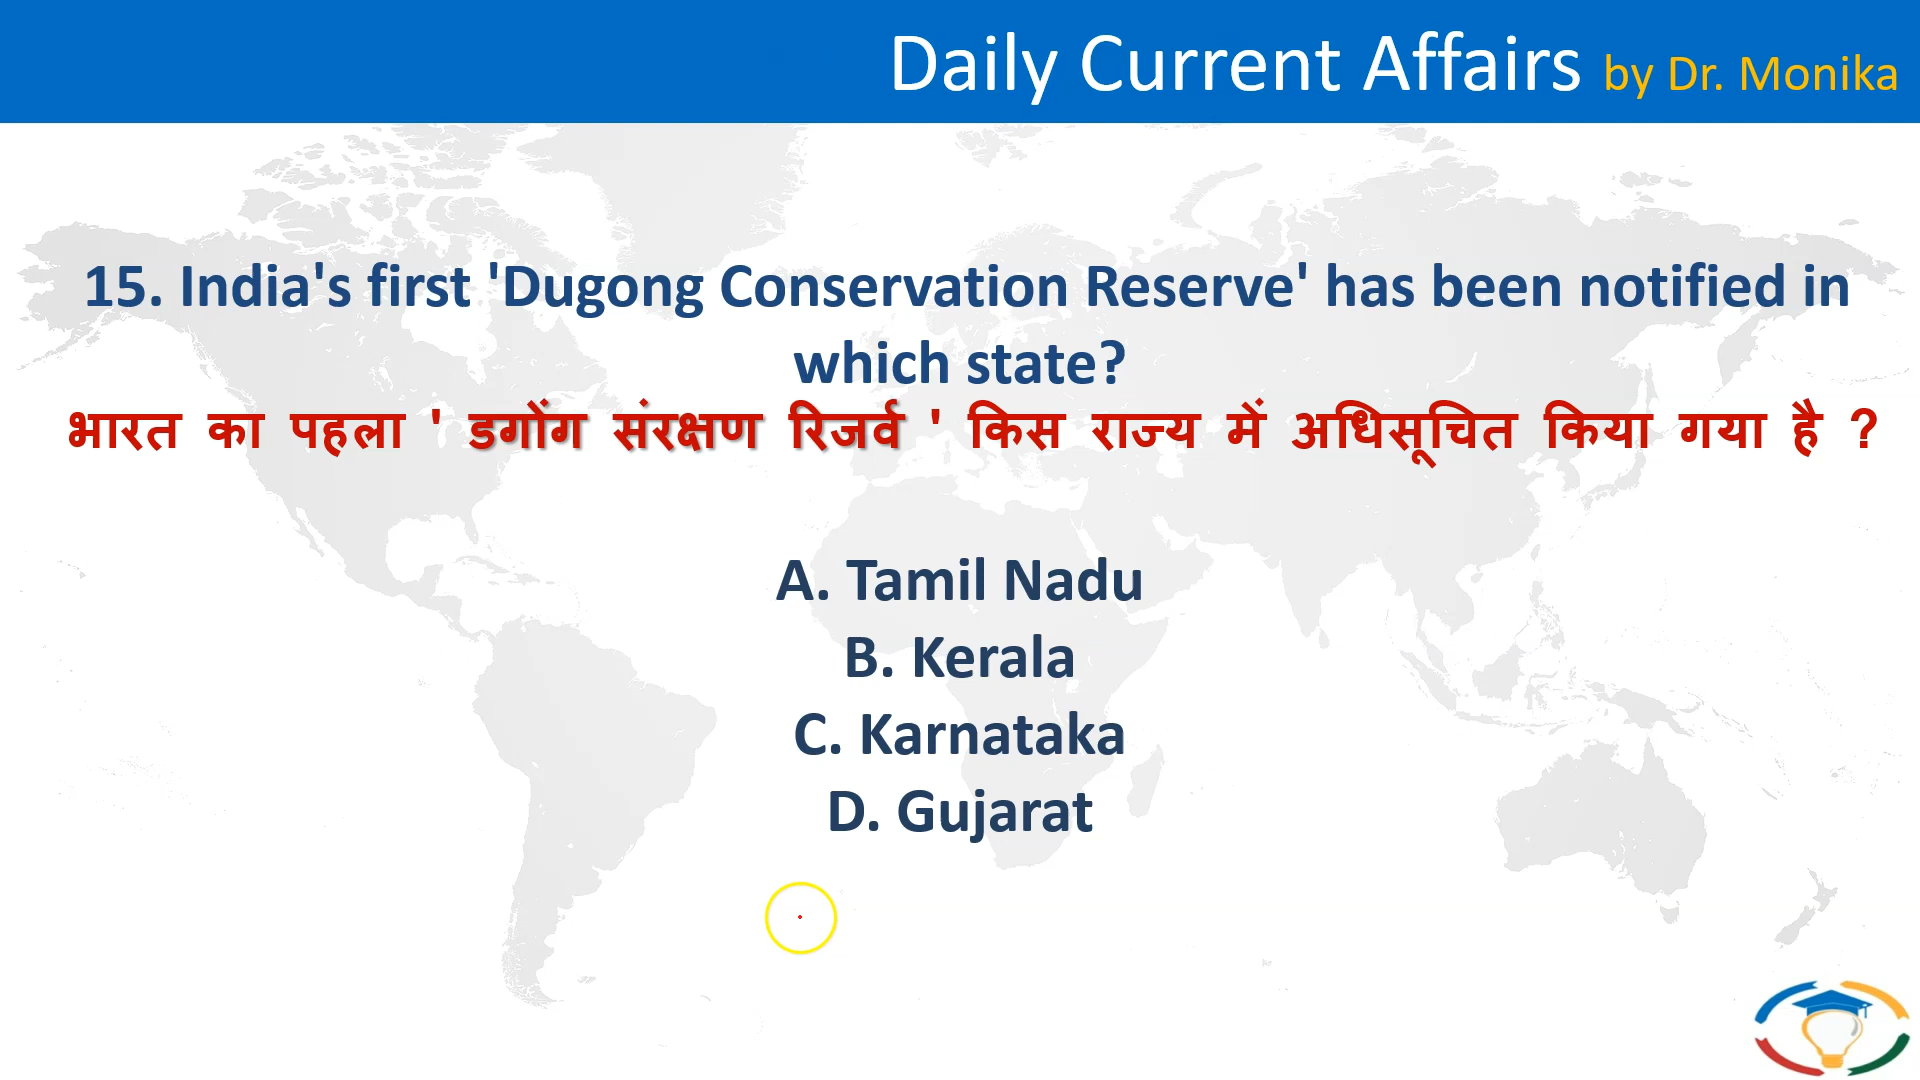 Daily Current Affairs by Dr. Monika
15. India's first 'Dugong Conservation Reserve' has been notified in
which state?
भारत का पहला ' डगोंग संरक्षण रिजर्व ' किस राज्य में अधिसूचित किया गया है ?
A. Tamil Nadu
B. Kerala
C. Karnataka
D. Gujarat